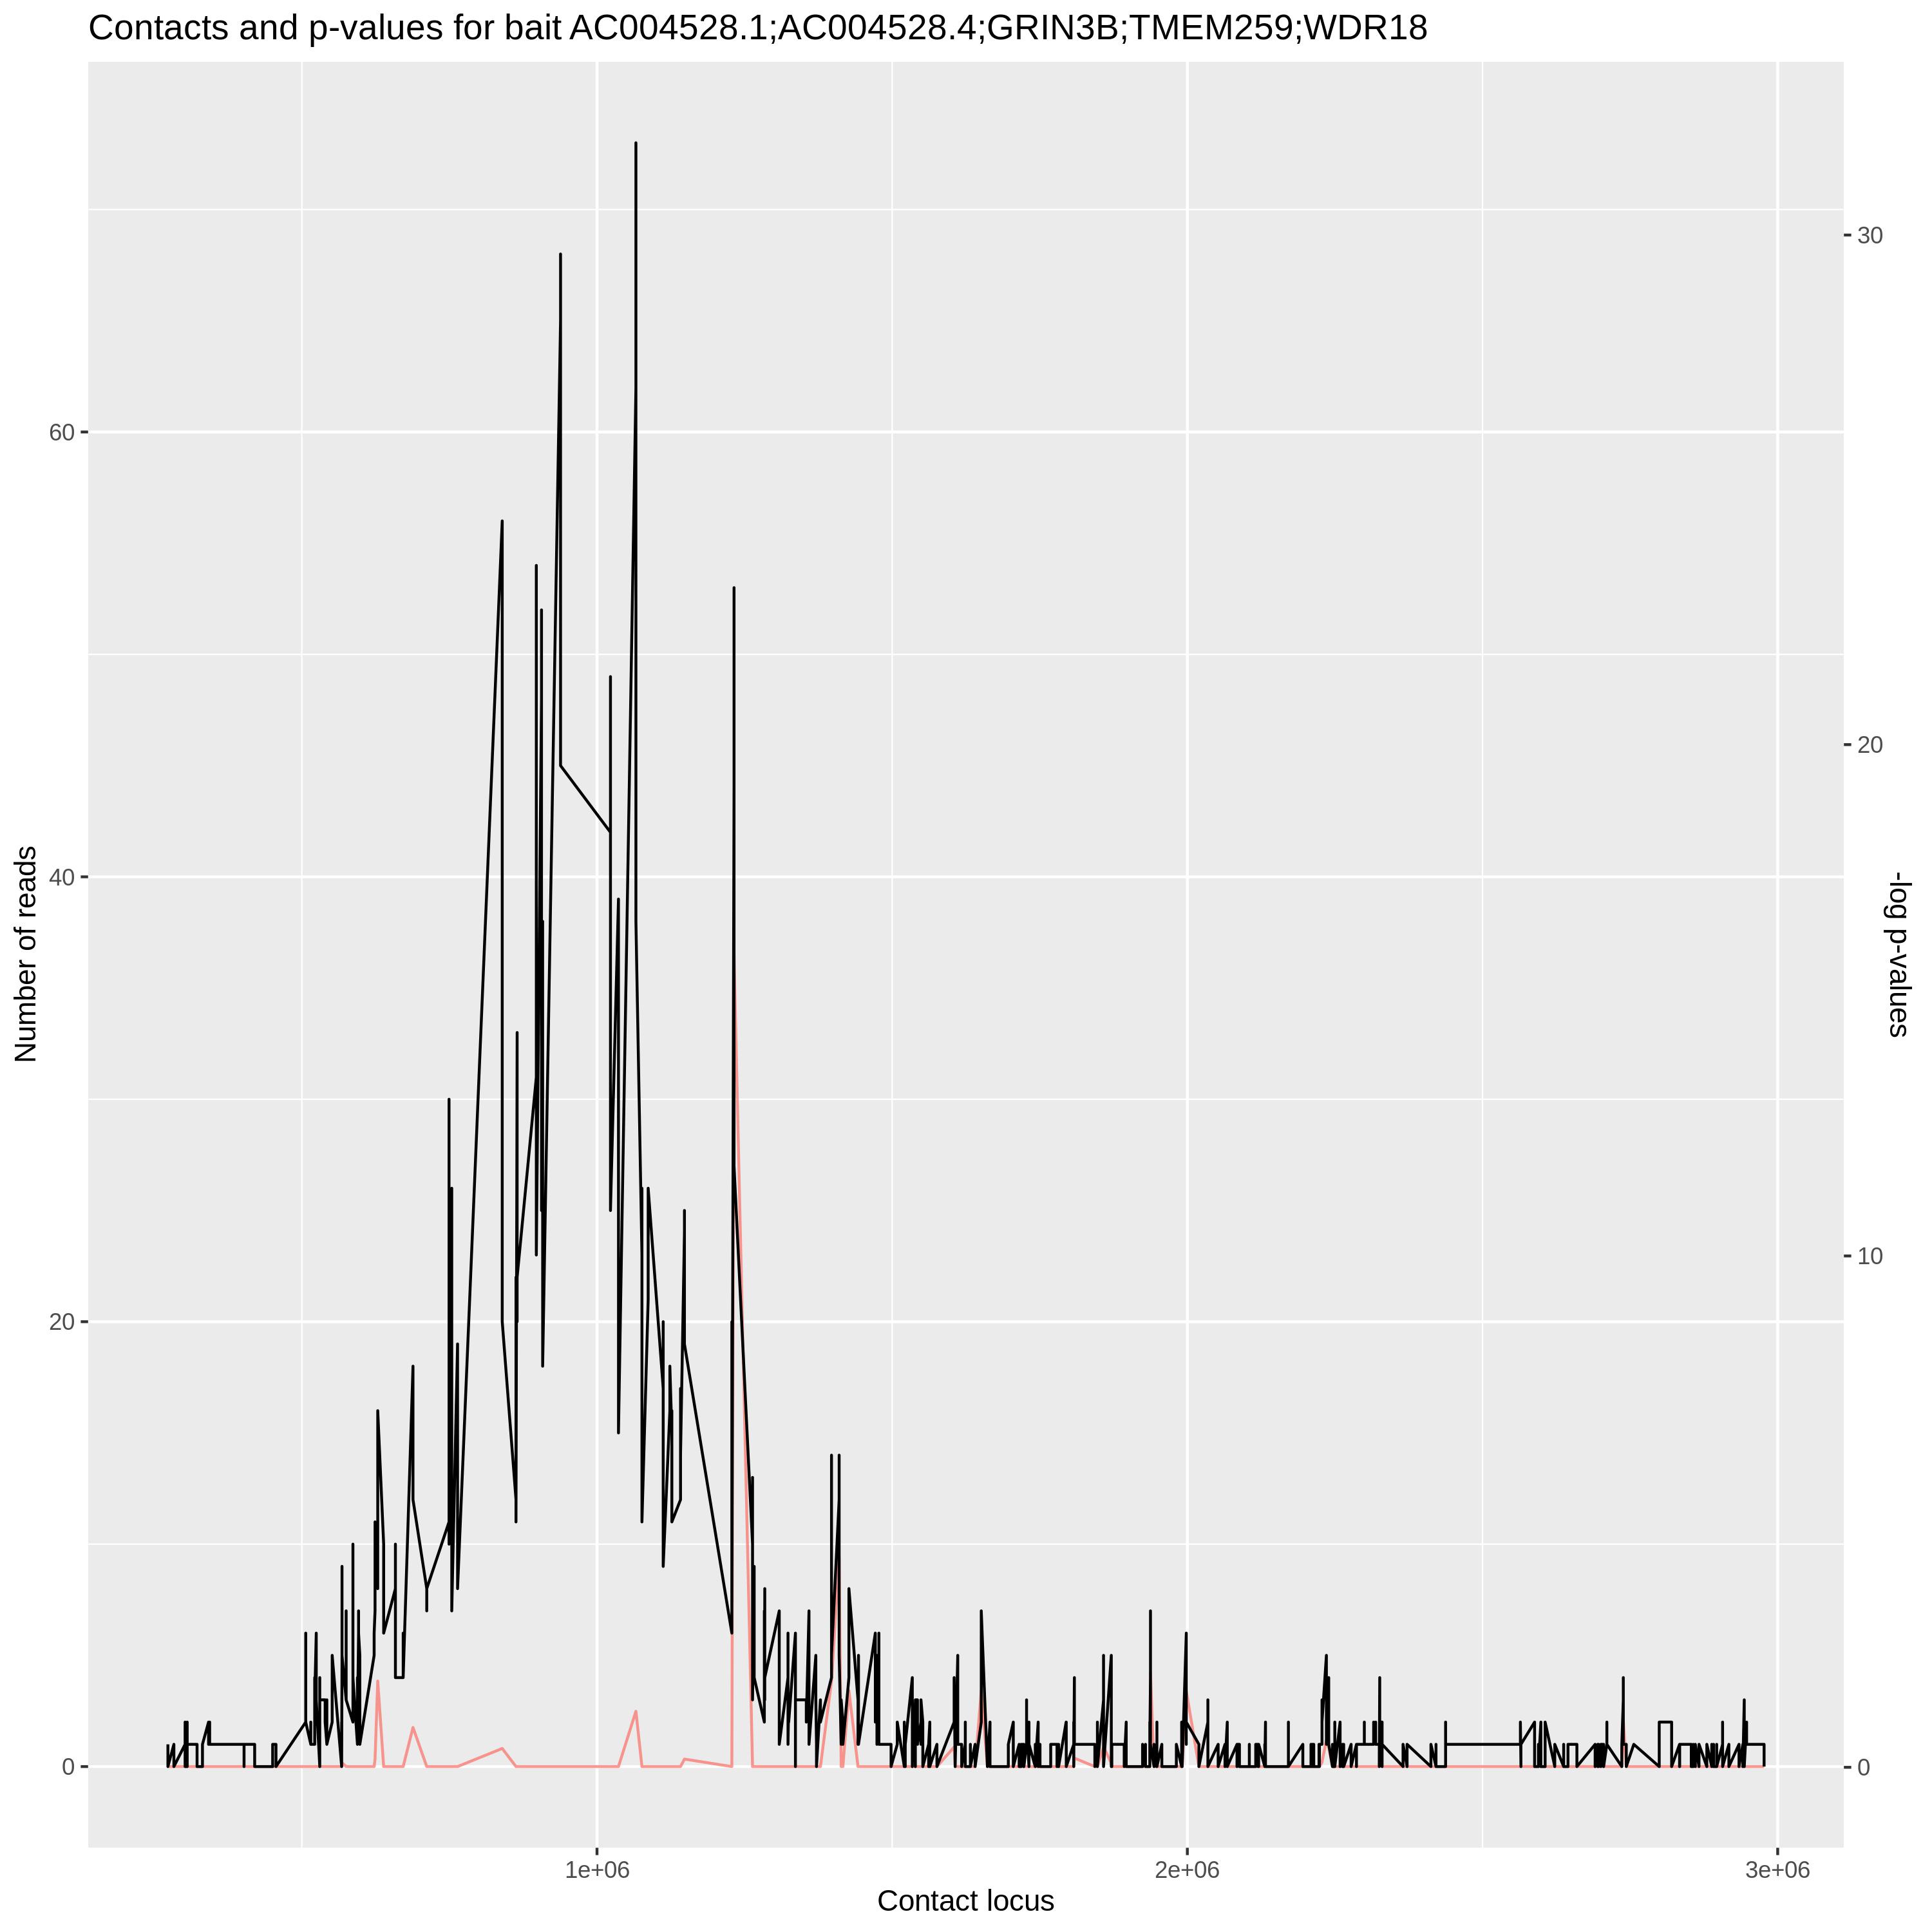 Contacts and p-values for bait AC004528.1;AC004528.4;GRIN3B;TMEM259;WDR18
60
40
20
0
Number of reads
30
20
10
0
-log p-values
1e+06
2e+06
3e+06
Contact locus